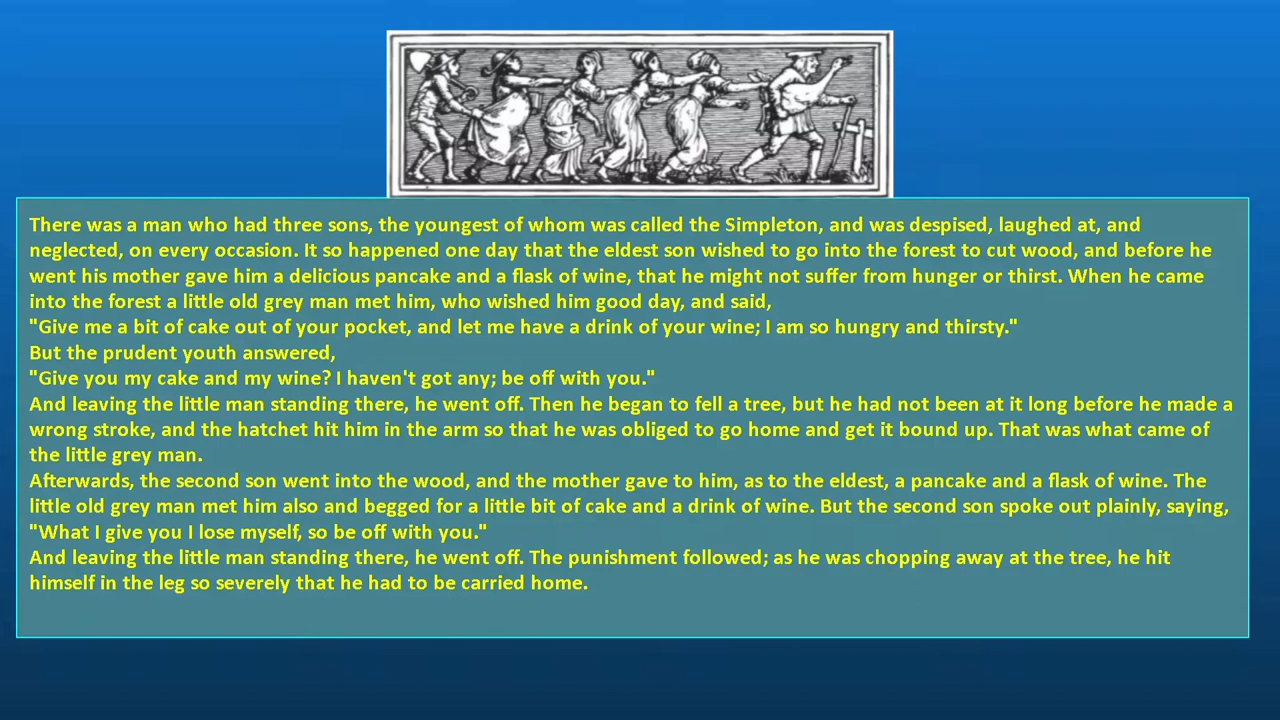 There was a man who had three sons, the youngest of whom was called the Simpleton, and was despised, laughed at, and
neglected, on every occasion. It so happened one day that the eldest son wished to go into the forest to cut wood, and before he
went his mother gave him a delicious pancake and a flask of wine, that he might not suffer from hunger or thirst. When he came
into the forest a little old grey man met him, who wished him good day, and said,
"Give me a bit of cake out of your pocket, and let me have a drink of your wine; I am so hungry and thirsty."
But the prudent youth answered,
"Give you my cake and my wine? I haven't got any; be off with you."
And leaving the little man standing there, he went off. Then he began to fell a tree, but he had not been at it long before he made a
wrong stroke, and the hatchet hit him in the arm so that he was obliged to go home and get it bound up. That was what came of
the little grey man.
Afterwards, the second son went into the wood, and the mother gave to him, as to the eldest, a pancake and a flask of wine. The
little old grey man met him also and begged for a little bit of cake and a drink of wine. But the second son spoke out plainly, saying,
"What I give you I lose myself, so be off with you."
And leaving the little man standing there, he went off. The punishment followed; as he was chopping away at the tree, he hit
himself in the leg so severely that he had to be carried home.